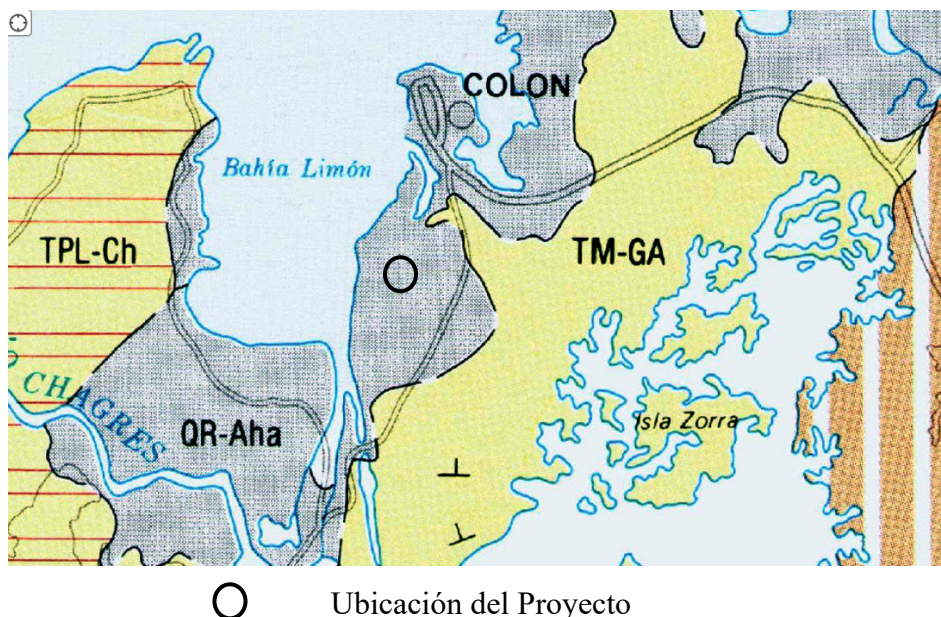 COLON
Bahía Limón
TPL-Ch
TM-GA
CHAGRES
QR-Aha
Isla Zorra
Ubicación del Proyecto